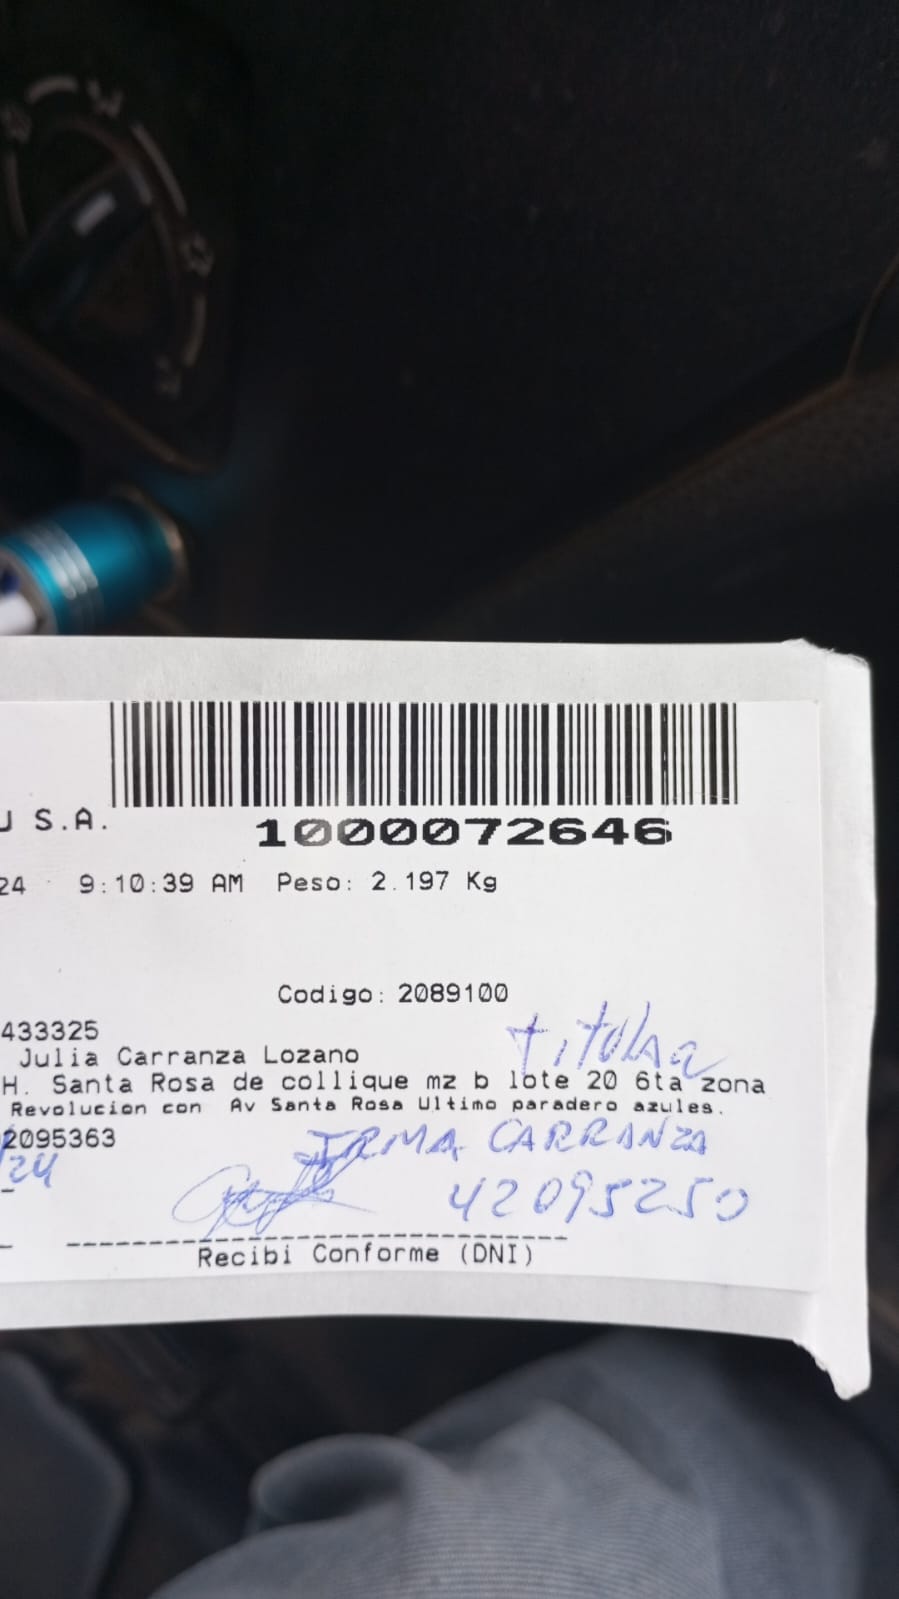 J S.A.
1000072646
24 9:10:39 AM Peso: 2.197 Kg
Codigo: 2089100
433325
titular
Julia Carranza Lozano
H. Santa Rosa de collique mz b lote 20 6ta zona
Revolucion con Av Santa Rosa Ultimo paradero azules.
2095363
/24
IRMA CARRANZA
42095250
Recibi Conforme (DNI)